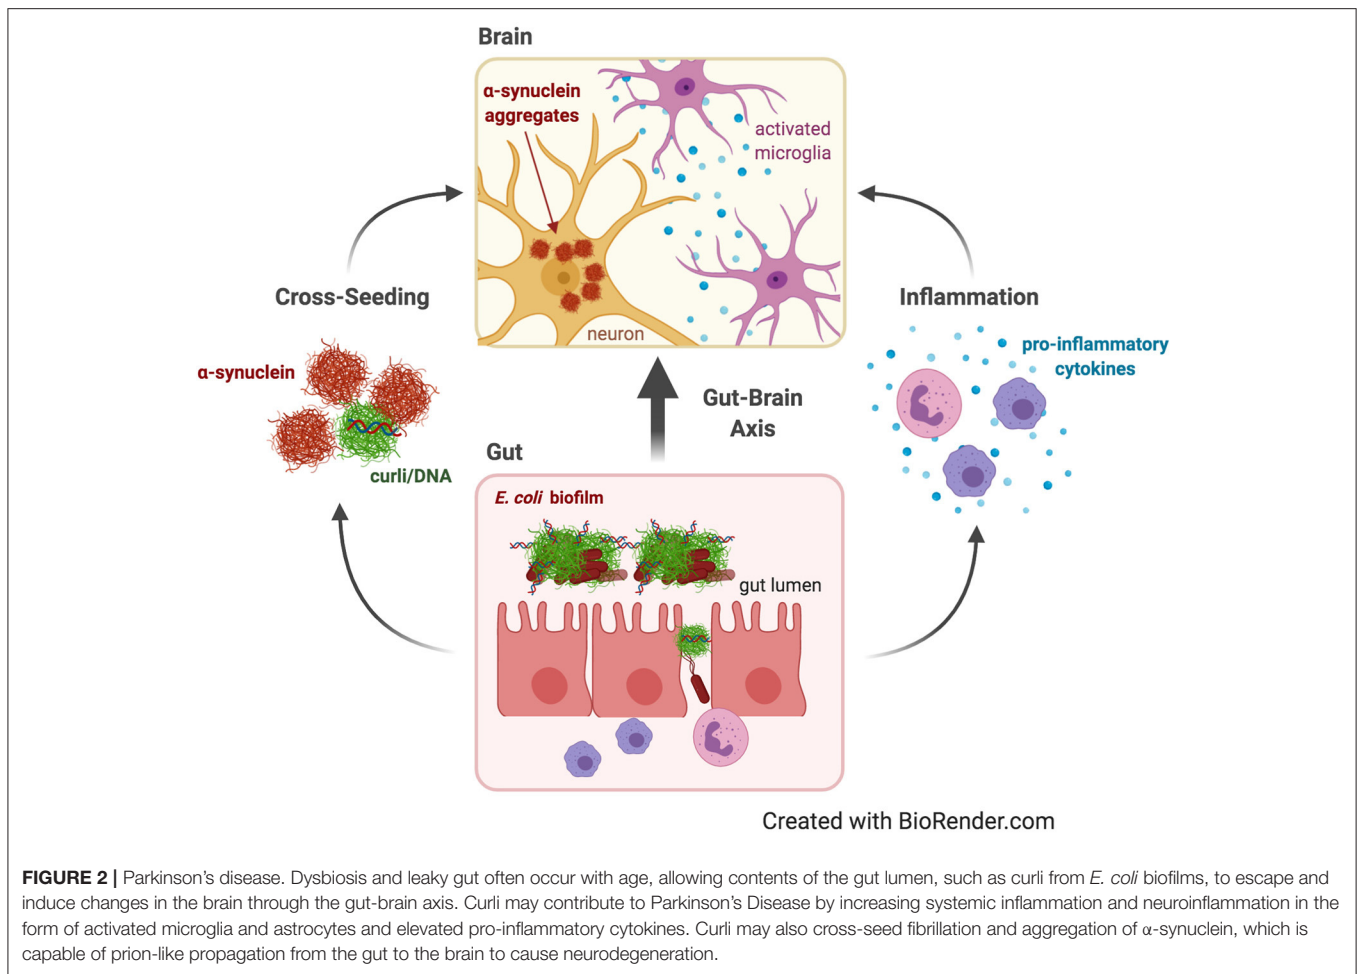 Brain
α-synuclein
aggregates
activated
microglia
neuron
Cross-Seeding
Inflammation
α-synuclein
curli/DNA
pro-inflammatory
cytokines
Gut-Brain
Axis
Gut
E. coli biofilm
gut lumen
Created with BioRender.com
FIGURE 2 | Parkinson's disease. Dysbiosis and leaky gut often occur with age, allowing contents of the gut lumen, such as curli from E. coli biofilms, to escape and
induce changes in the brain through the gut-brain axis. Curli may contribute to Parkinson's Disease by increasing systemic inflammation and neuroinflammation in the
form of activated microglia and astrocytes and elevated pro-inflammatory cytokines. Curli may also cross-seed fibrillation and aggregation of α-synuclein, which is
capable of prion-like propagation from the gut to the brain to cause neurodegeneration.